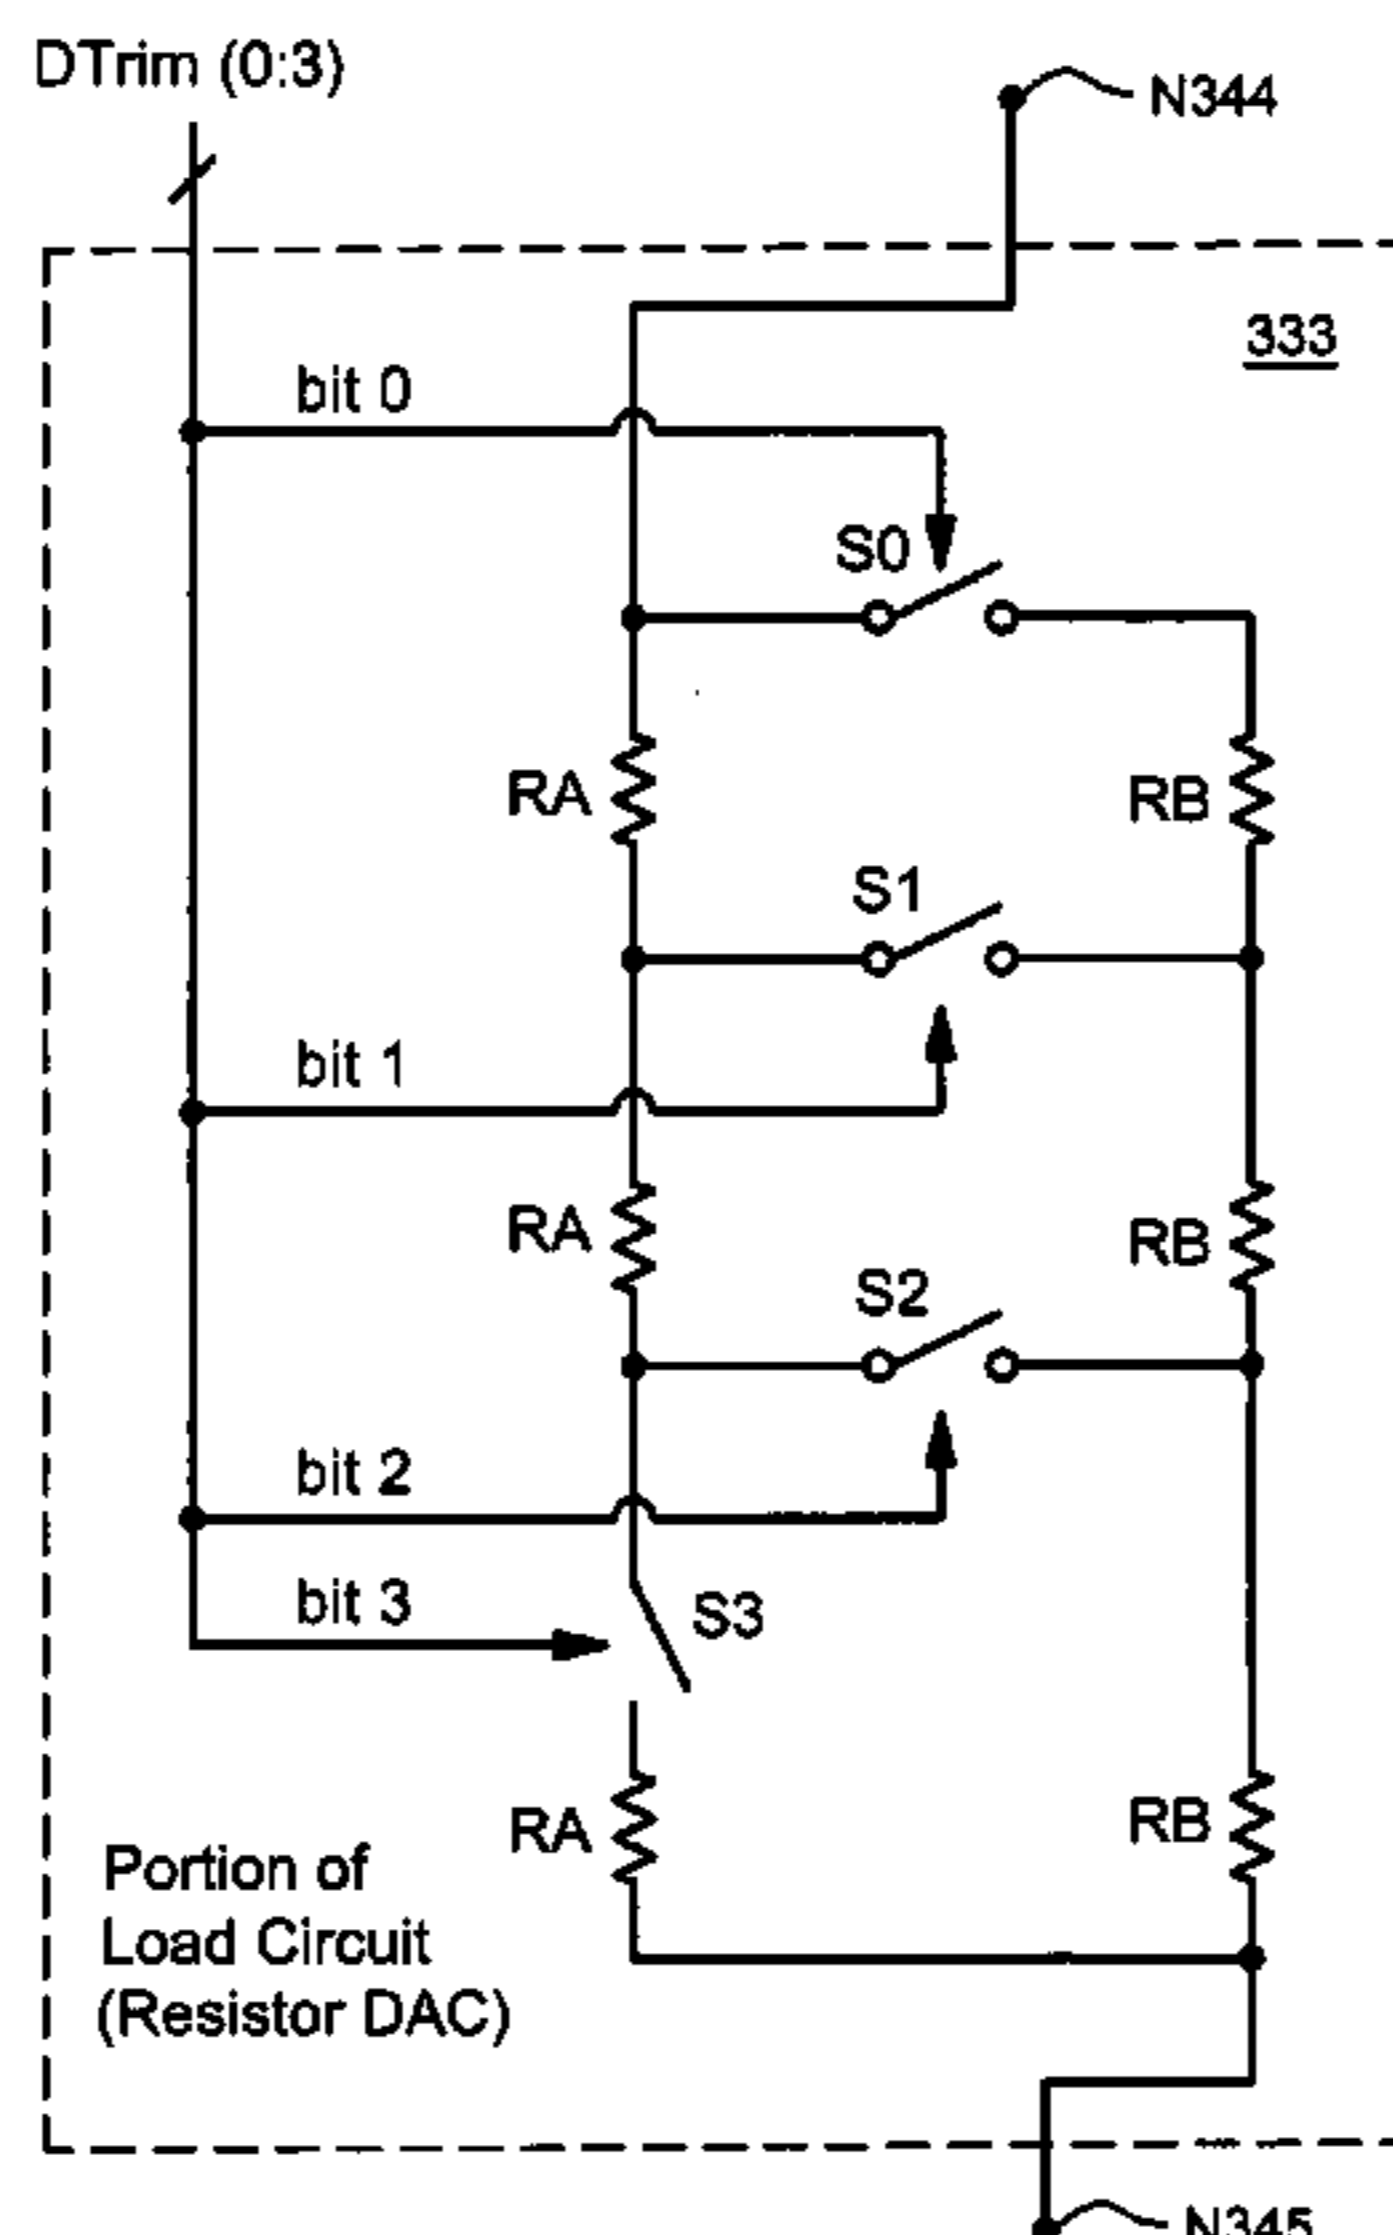 DTrim (0:3)
N344
333
bit 0
S0
RA
RB
S1
bit 1
RA
RB
S2
bit 2
bit 3
S3
RA
RB
Portion of
Load Circuit
(Resistor DAC)
N345